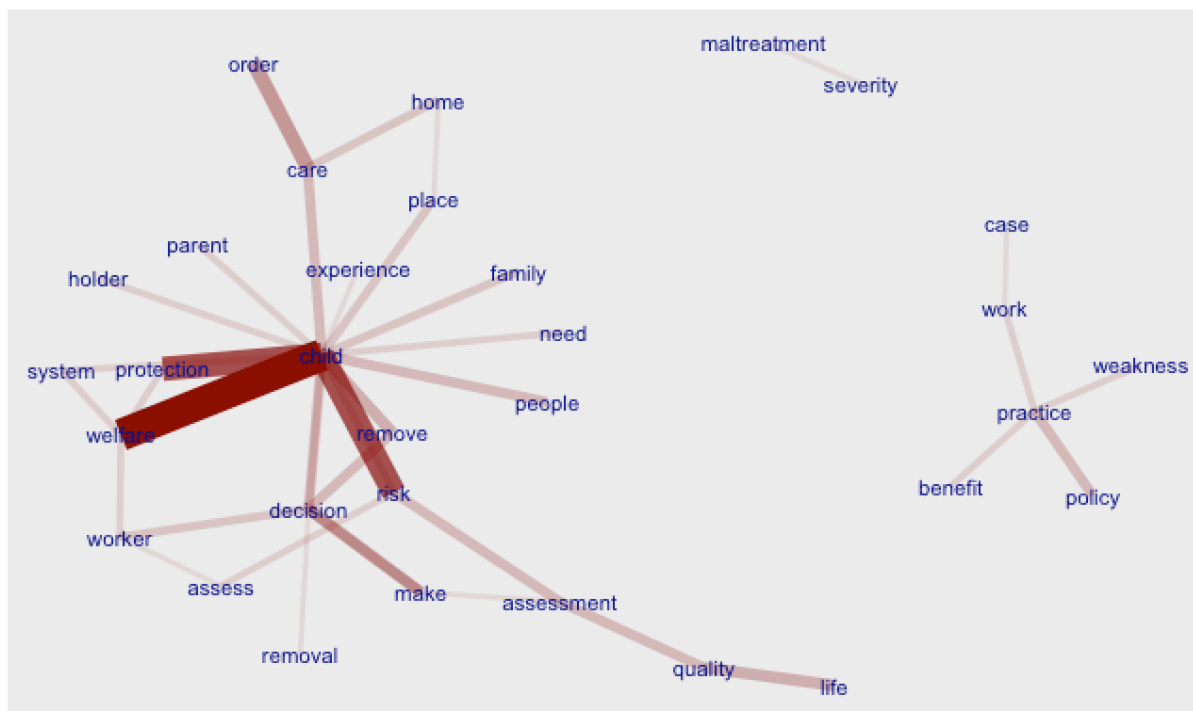 maltreatment
order
severity
home
care
place
case
parent
experience
family
holder
work
need
child
system
protection
weakness
people
practice
welfare
remove
risk
benefit
policy
decision
worker
assess
make
assessment
removal
quality
life